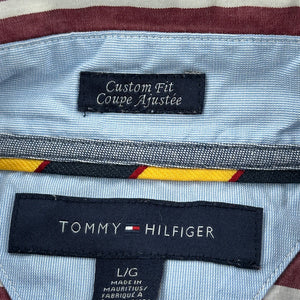 Custom Fit
Coupe Ajustée
TOMMY HILFIGER
L/G
MADE IN
MAURITIUS/
FABRIQUÉ À